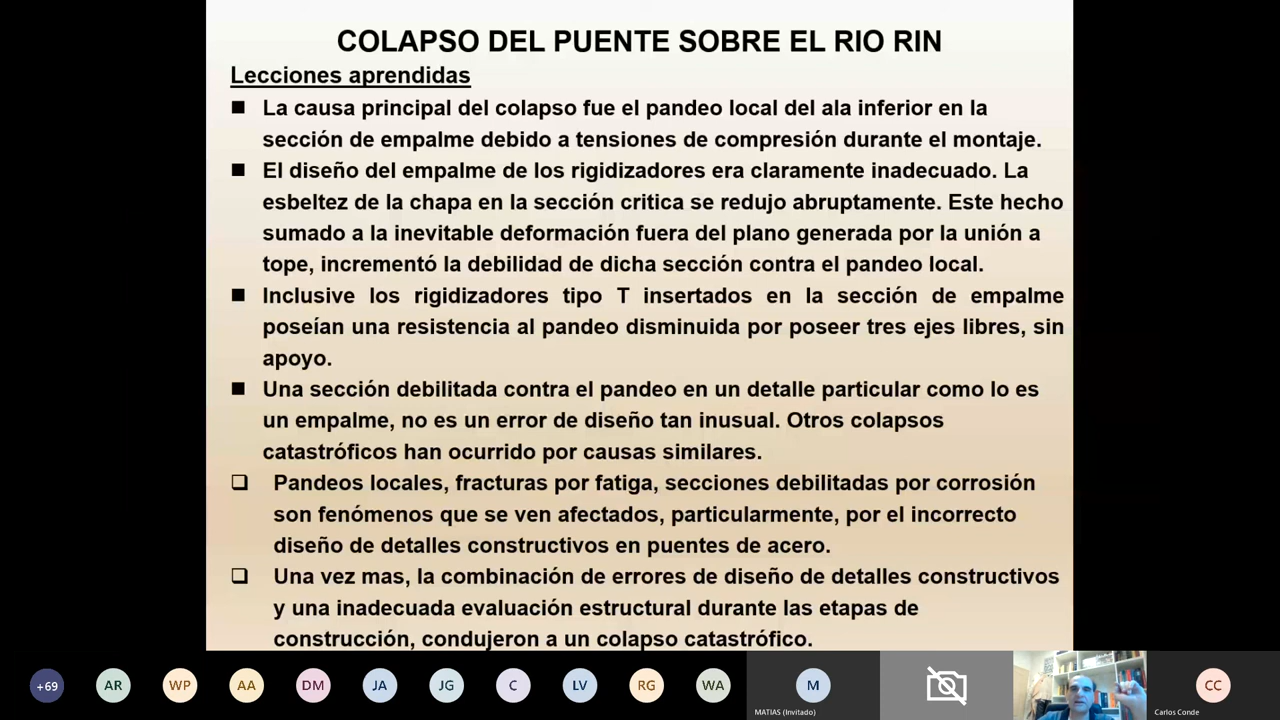 COLAPSO DEL PUENTE SOBRE EL RIO RIN
Lecciones aprendidas
La causa principal del colapso fue el pandeo local del ala inferior en la
sección de empalme debido a tensiones de compresión durante el montaje.
El diseño del empalme de los rigidizadores era claramente inadecuado. La
esbeltez de la chapa en la sección critica se redujo abruptamente. Este hecho
sumado a la inevitable deformación fuera del plano generada por la unión a
tope, incrementó la debilidad de dicha sección contra el pandeo local.
Inclusive los rigidizadores tipo T insertados en la sección de empalme
poseían una resistencia al pandeo disminuida por poseer tres ejes libres, sin
apoyo.
Una sección debilitada contra el pandeo en un detalle particular como lo es
un empalme, no es un error de diseño tan inusual. Otros colapsos
catastróficos han ocurrido por causas similares.
Pandeos locales, fracturas por fatiga, secciones debilitadas por corrosión
son fenómenos que se ven afectados, particularmente, por el incorrecto
diseño de detalles constructivos en puentes de acero.
Una vez mas, la combinación de errores de diseño de detalles constructivos
y una inadecuada evaluación estructural durante las etapas de
construcción, condujeron a un colapso catastrófico.
+69 AR WP AA DM JA JG C LV RG WA M CC
MATIAS (Invitado) Carlos Conde